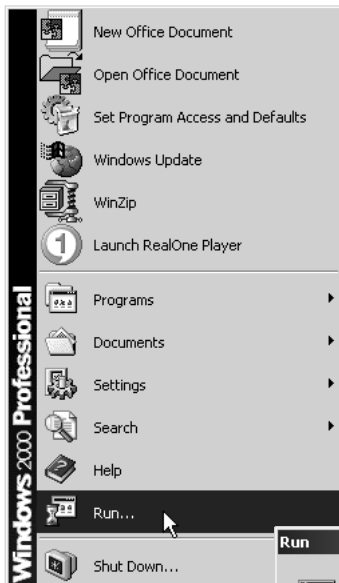 New Office Document
Open Office Document
Set Program Access and Defaults
Windows Update
WinZip
Launch RealOne Player
Programs
Documents
Settings
Search
Help
Run...
Shut Down...
Windows 2000 Professional
Run